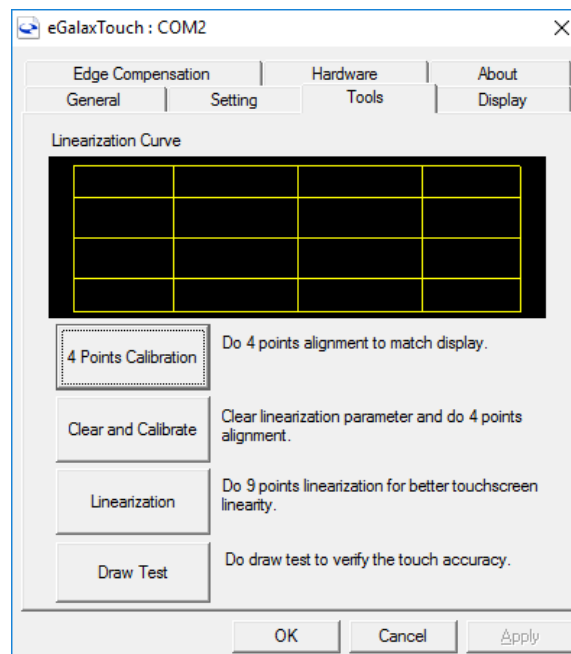 eGalaxTouch : COM2
Edge Compensation Hardware About
General Setting Tools Display
Linearization Curve
4 Points Calibration
Do 4 points alignment to match display.
Clear and Calibrate
Clear linearization parameter and do 4 points
alignment.
Linearization
Do 9 points linearization for better touchscreen
linearity.
Draw Test
Do draw test to verify the touch accuracy.
OK Cancel Apply